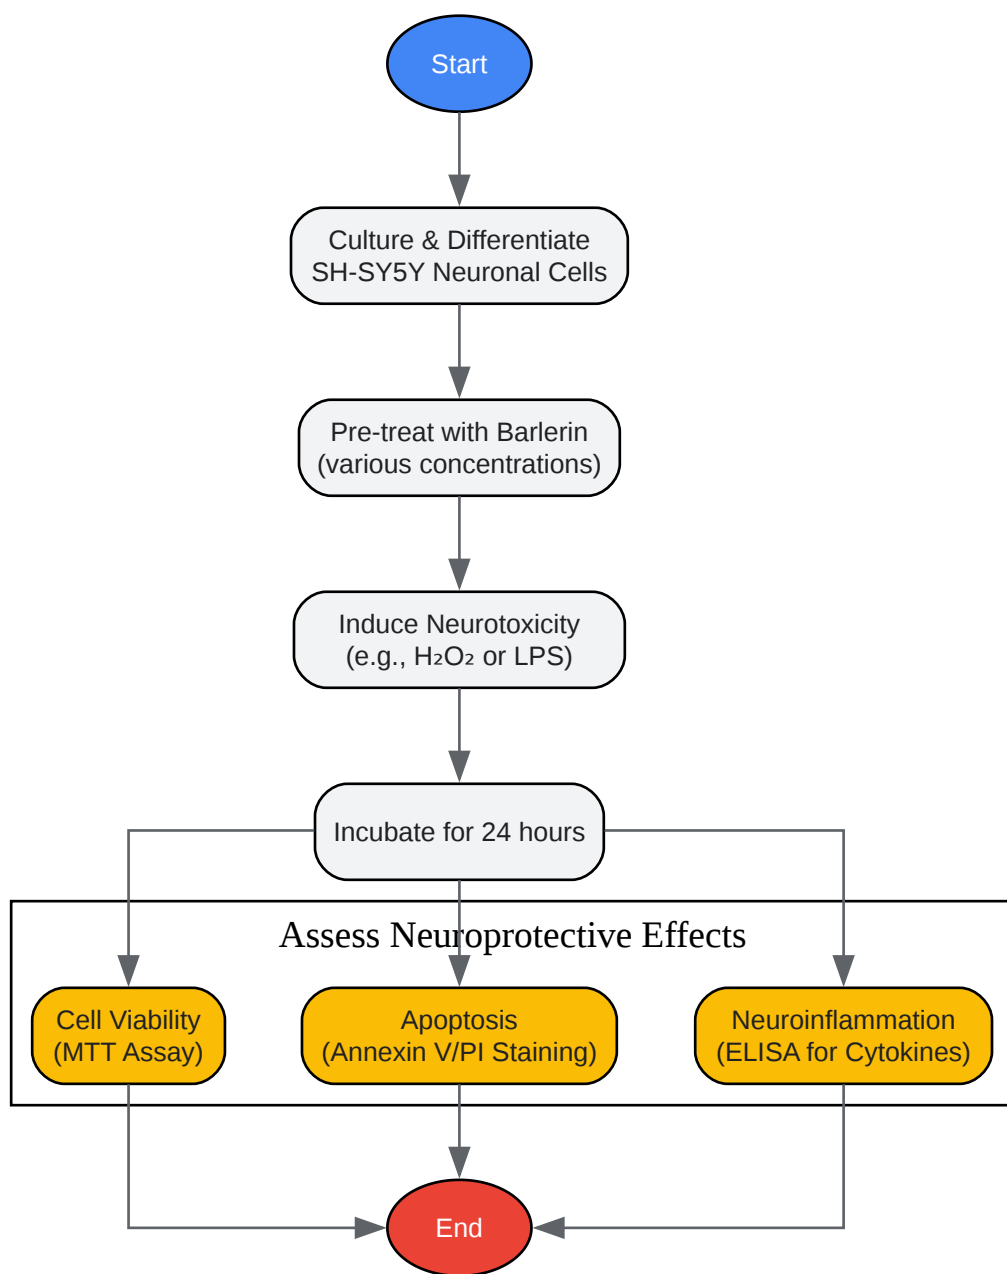 Start
Culture & Differentiate
SH-SY5Y Neuronal Cells
Pre-treat with Barlerin
(various concentrations)
Induce Neurotoxicity
(e.g., H₂O₂ or LPS)
Incubate for 24 hours
Assess Neuroprotective Effects
Cell Viability
(MTT Assay)
Apoptosis
(Annexin V/PI Staining)
Neuroinflammation
(ELISA for Cytokines)
End